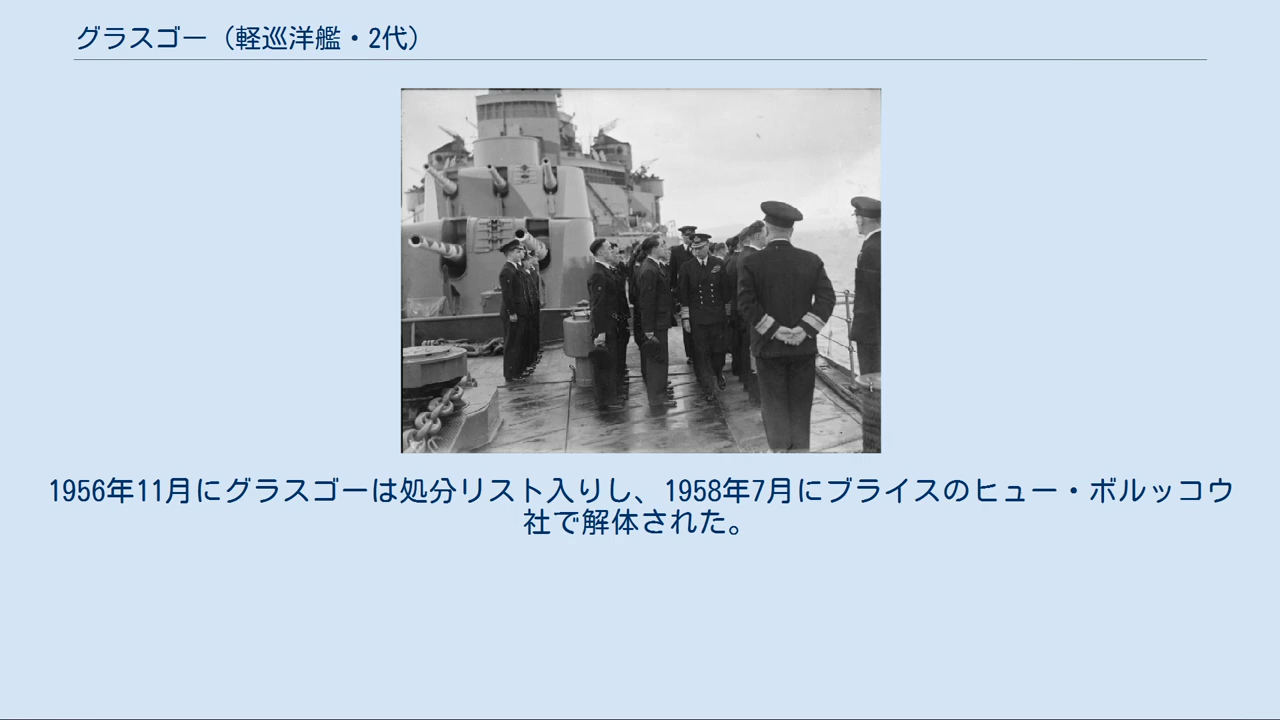 グラスゴー（軽巡洋艦・2代）
1956年11月にグラスゴーは処分リスト入りし、1958年7月にブライスのヒュー・ボルッコウ
社で解体された。